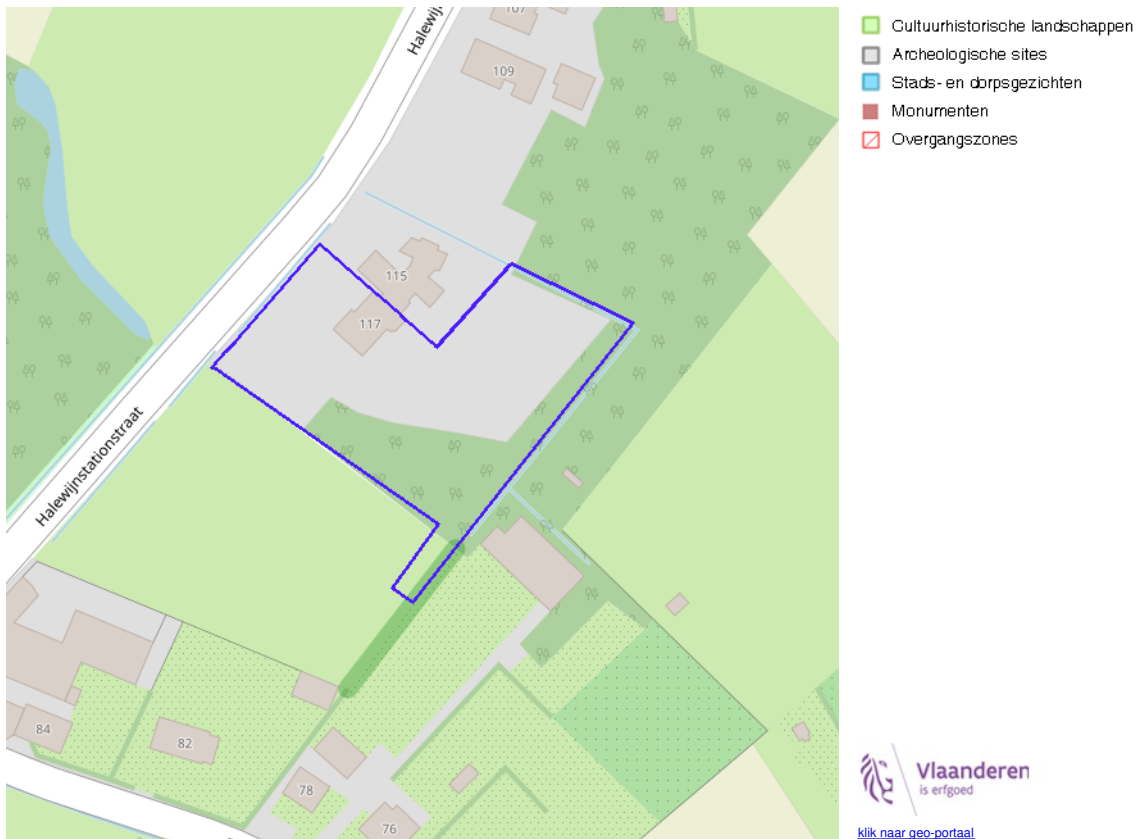 107
Halewij
109
115
117
Halewijnstationstraat
84
82
78
76
Cultuurhistorische landschappen
Archeologische sites
Stads- en dorpsgezichten
Monumenten
Overgangszones
Vlaanderen
is erfgoed
klik naar geo-portaal